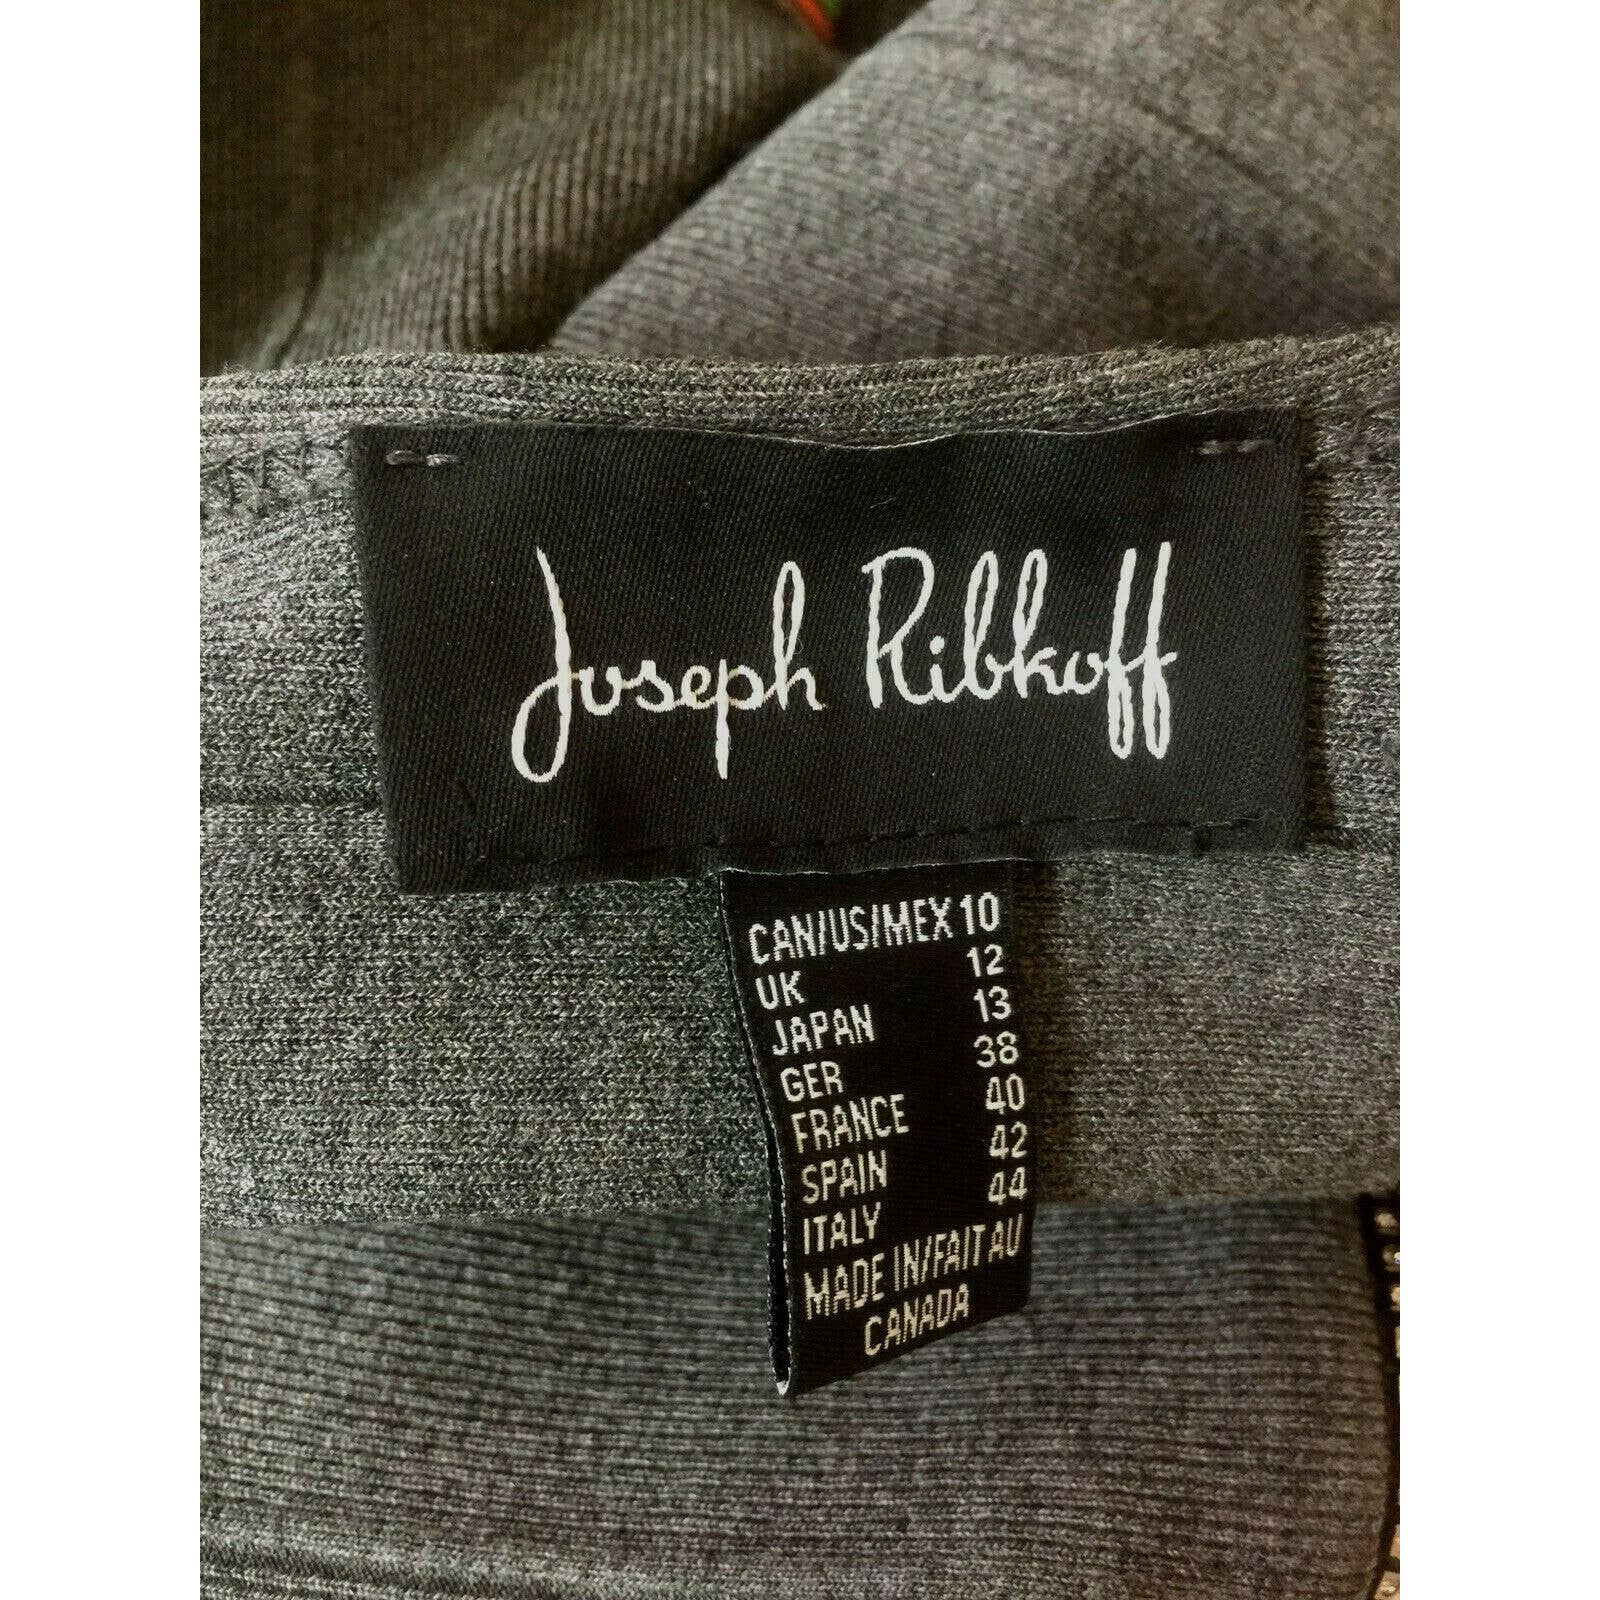 Joseph Ribkoff
CAN/US/MEX 10
UK 12
JAPAN 13
GER 38
FRANCE 40
SPAIN 42
ITALY 44
MADE IN/FAIT AU
CANADA